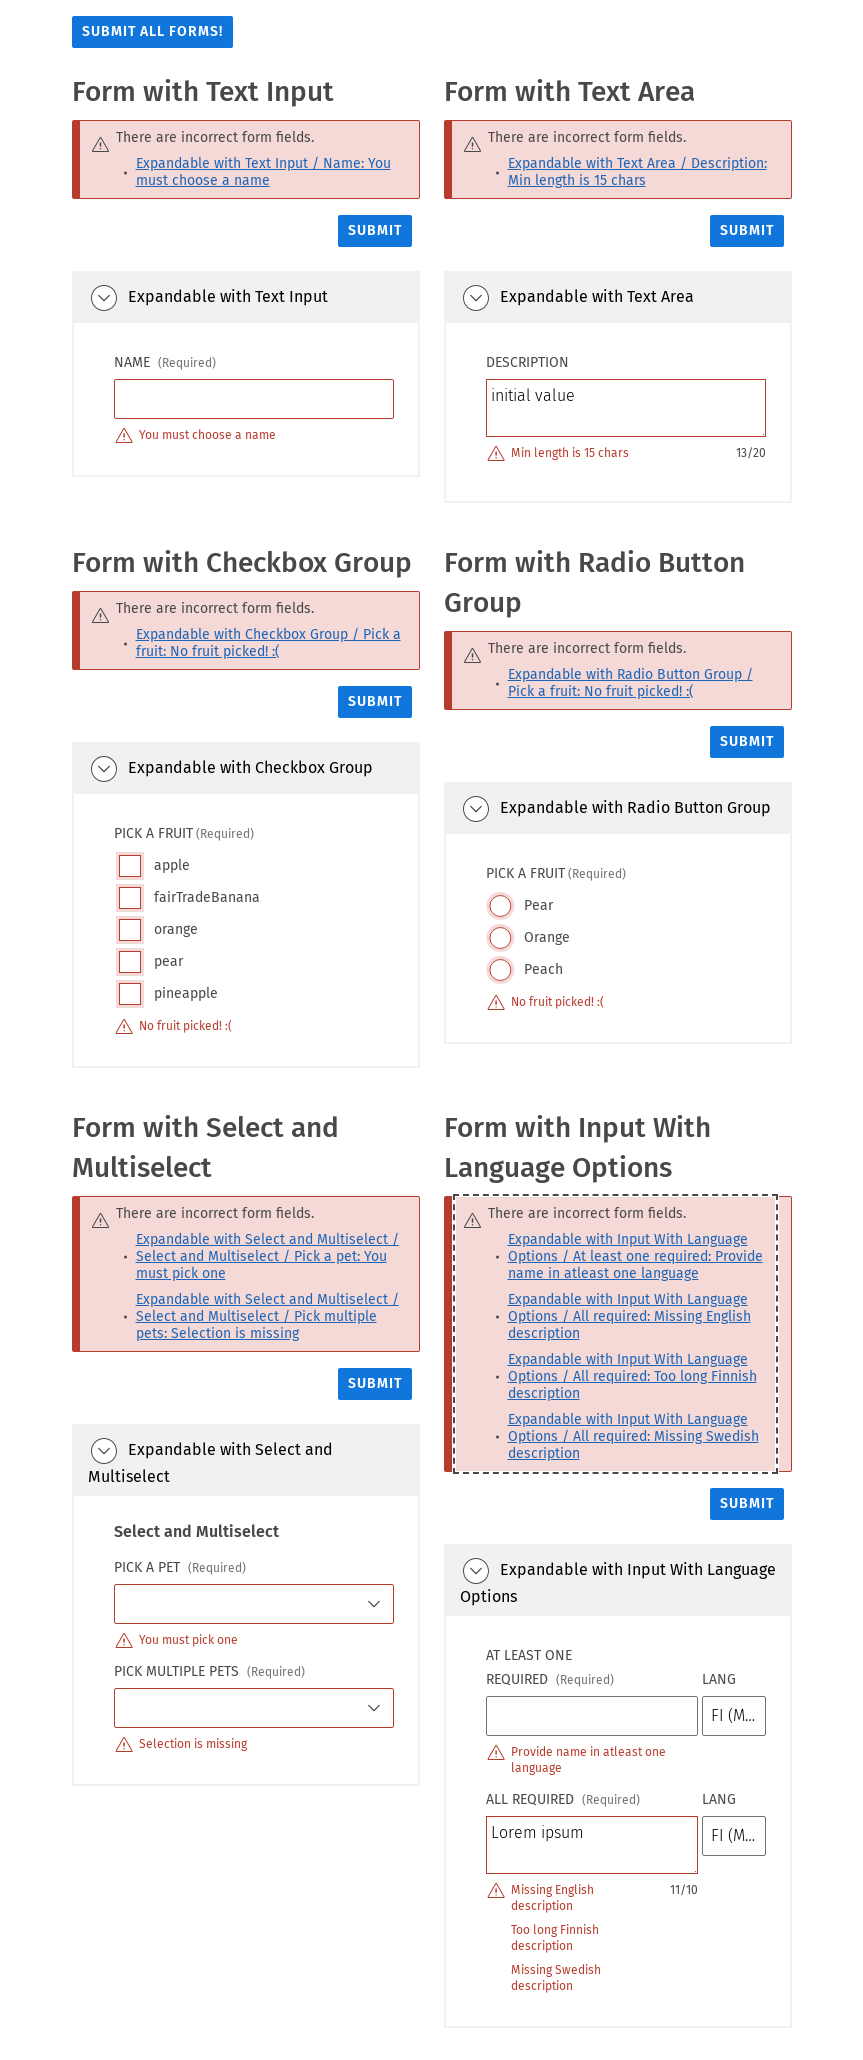 SUBMIT ALL FORMS!
Form with Text Input
There are incorrect form fields.
Expandable with Text Input / Name: You
must choose a name
SUBMIT
Expandable with Text Input
NAME (Required)
You must choose a name
Form with Text Area
There are incorrect form fields.
Expandable with Text Area / Description:
Min length is 15 chars
SUBMIT
Expandable with Text Area
DESCRIPTION
initial value
Min length is 15 chars 13/20
Form with Checkbox Group
There are incorrect form fields.
Expandable with Checkbox Group / Pick a
fruit: No fruit picked! :(
SUBMIT
Expandable with Checkbox Group
PICK A FRUIT (Required)
apple
fairTradeBanana
orange
pear
pineapple
No fruit picked! :(
Form with Radio Button
Group
There are incorrect form fields.
Expandable with Radio Button Group /
Pick a fruit: No fruit picked! :(
SUBMIT
Expandable with Radio Button Group
PICK A FRUIT (Required)
Pear
Orange
Peach
No fruit picked! :(
Form with Select and
Multiselect
There are incorrect form fields.
Expandable with Select and Multiselect /
Select and Multiselect / Pick a pet: You
must pick one
Expandable with Select and Multiselect /
Select and Multiselect / Pick multiple
pets: Selection is missing
SUBMIT
Expandable with Select and
Multiselect
Select and Multiselect
PICK A PET (Required)
You must pick one
PICK MULTIPLE PETS (Required)
Selection is missing
Form with Input With
Language Options
There are incorrect form fields.
Expandable with Input With Language
Options / At least one required: Provide
name in atleast one language
Expandable with Input With Language
Options / All required: Missing English
description
Expandable with Input With Language
Options / All required: Too long Finnish
description
Expandable with Input With Language
Options / All required: Missing Swedish
description
SUBMIT
Expandable with Input With Language
Options
AT LEAST ONE
REQUIRED (Required) LANG
FI (M...
Provide name in atleast one
language
ALL REQUIRED (Required) LANG
Lorem ipsum FI (M...
Missing English 11/10
description
Too long Finnish
description
Missing Swedish
description